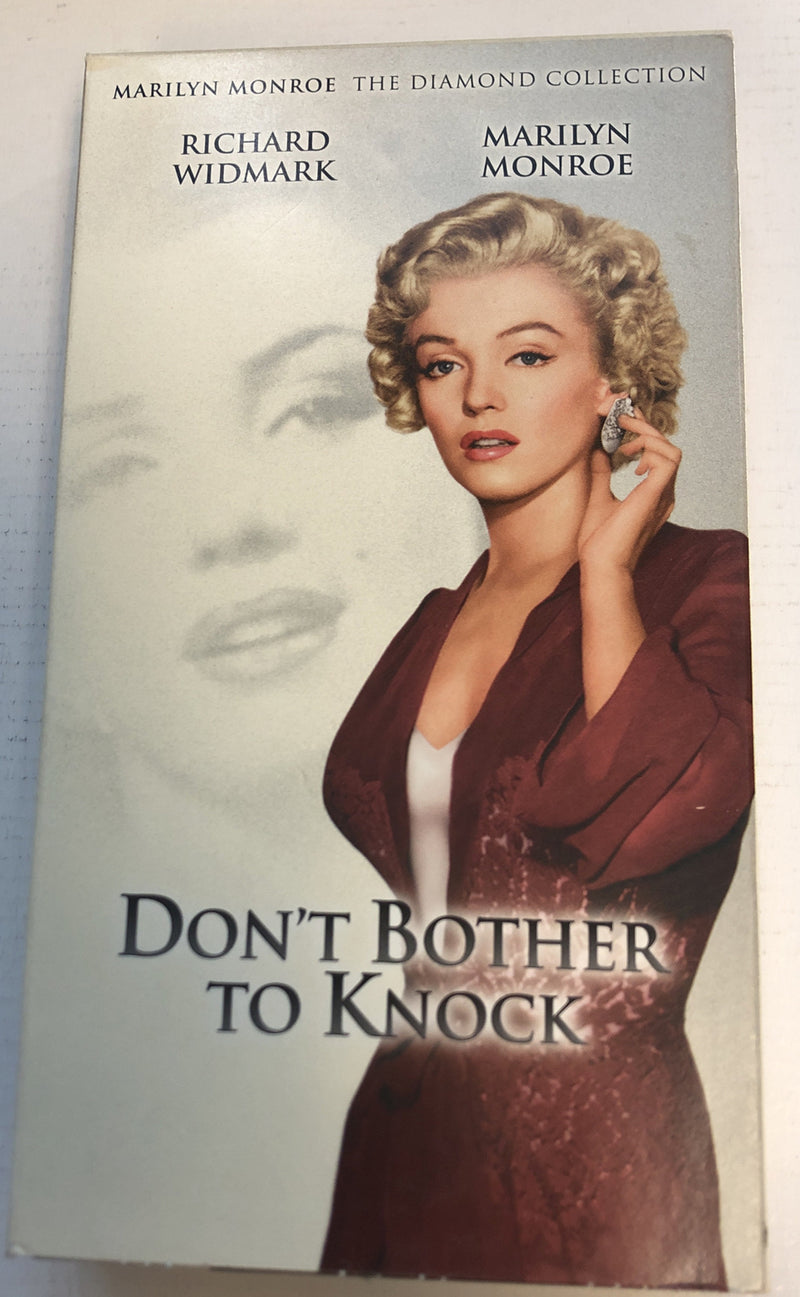 MARILYN MONROE THE DIAMOND COLLECTION
RICHARD WIDMARK
MARILYN MONROE
DON'T BOTHER
TO KNOCK